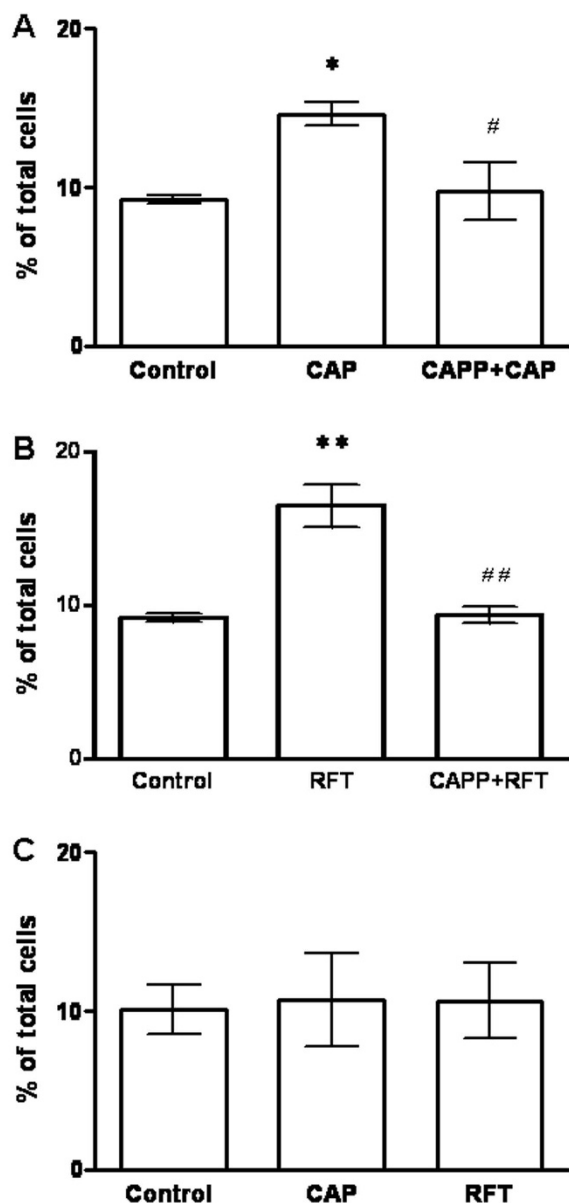 A
20
*
#
10
% of total cells
0
Control CAP CAPP+CAP
B
20
**
##
10
% of total cells
0
Control RFT CAPP+RFT
C
20
10
% of total cells
0
Control CAP RFT